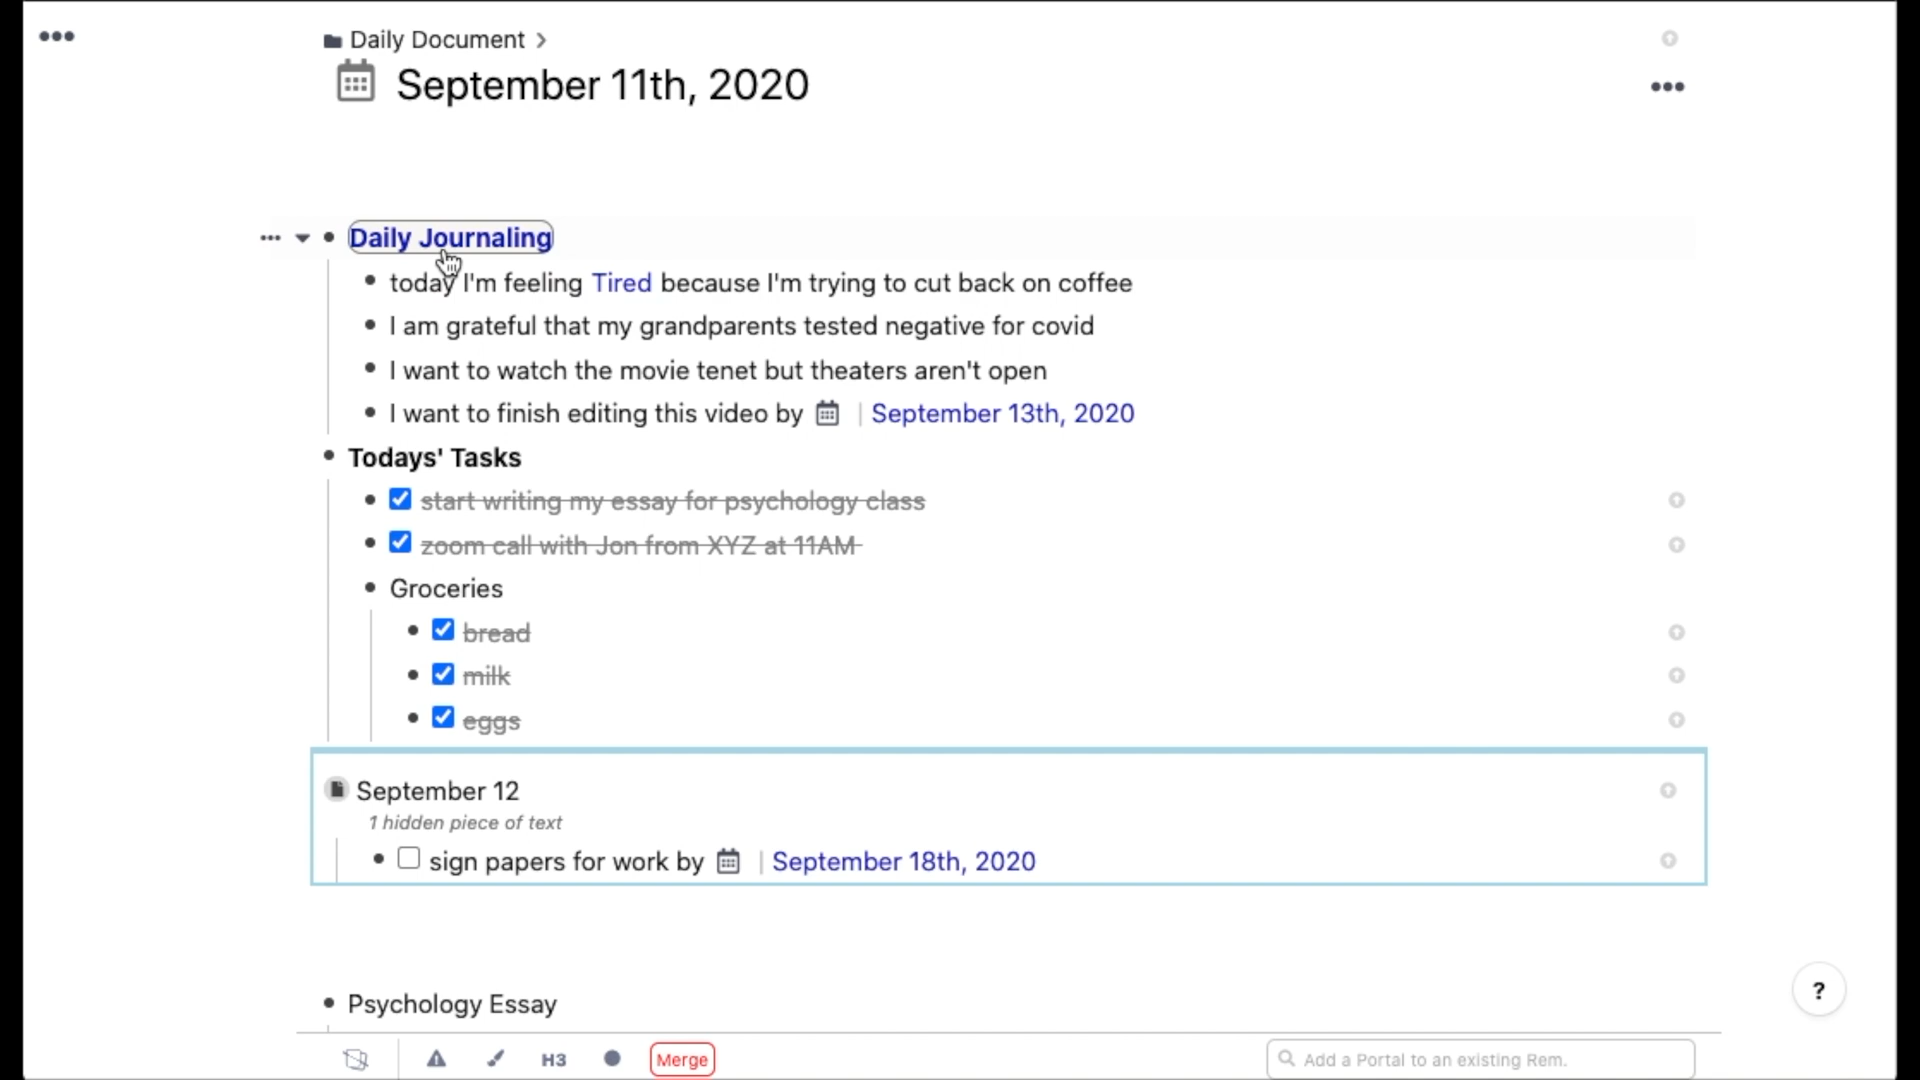 Daily Document >
September 11th, 2020
Daily Journaling
today I'm feeling Tired because I'm trying to cut back on coffee
I am grateful that my grandparents tested negative for covid
I want to watch the movie tenet but theaters aren't open
I want to finish editing this video by | September 13th, 2020
Todays' Tasks
start writing my essay for psychology class
zoom call with Jon from XYZ at 11AM
Groceries
bread
milk
eggs
September 12
1 hidden piece of text
sign papers for work by | September 18th, 2020
?
Psychology Essay
H3 Merge Add a Portal to an existing Rem.